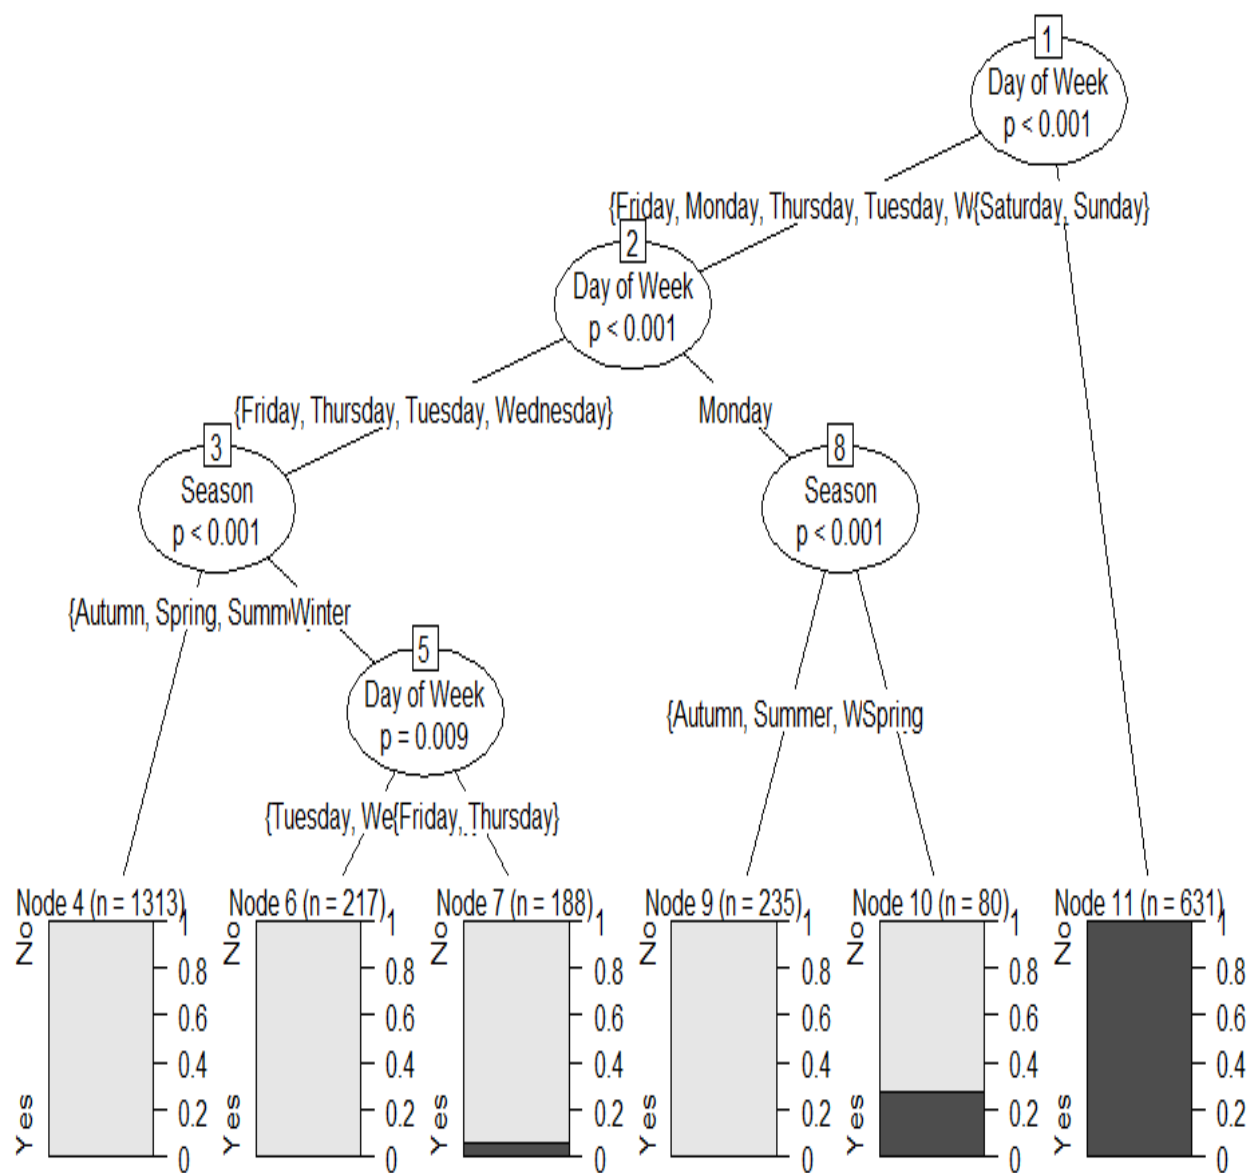 1
Day of Week
p < 0.001
{Friday, Monday, Thursday, Tuesday, W
{Saturday, Sunday}
2
Day of Week
p < 0.001
{Friday, Thursday, Tuesday, Wednesday}
Monday
3
Season
p < 0.001
8
Season
p < 0.001
{Autumn, Spring, Summ
Winter
5
Day of Week
p = 0.009
{Autumn, Summer, W
Spring
{Tuesday, We
{Friday, Thursday}
Node 4 (n = 1313)
No
Yes
1
0.8
0.6
0.4
0.2
0
Node 6 (n = 217)
No
Yes
1
0.8
0.6
0.4
0.2
0
Node 7 (n = 188)
No
Yes
1
0.8
0.6
0.4
0.2
0
Node 9 (n = 235)
No
Yes
1
0.8
0.6
0.4
0.2
0
Node 10 (n = 80)
No
Yes
1
0.8
0.6
0.4
0.2
0
Node 11 (n = 631)
No
Yes
1
0.8
0.6
0.4
0.2
0